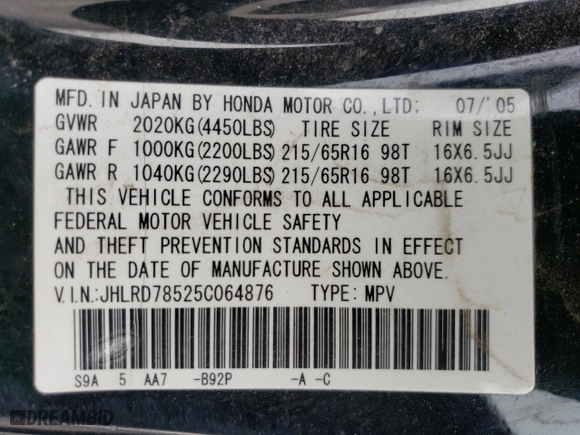 MFD. IN JAPAN BY HONDA MOTOR CO.,LTD: 07/'05
GVWR 2020KG(4450LBS) TIRE SIZE RIM SIZE
GAWR F 1000KG(2200LBS) 215/65R16 98T 16X6.5JJ
GAWR R 1040KG(2290LBS) 215/65R16 98T 16X6.5JJ
THIS VEHICLE CONFORMS TO ALL APPLICABLE
FEDERAL MOTOR VEHICLE SAFETY
AND THEFT PREVENTION STANDARDS IN EFFECT
ON THE DATE OF MANUFACTURE SHOWN ABOVE.
V.I.N.:JHLRD78525C064876 TYPE: MPV
S9A 5 AA7 -B92P -A -C
DREAMBID